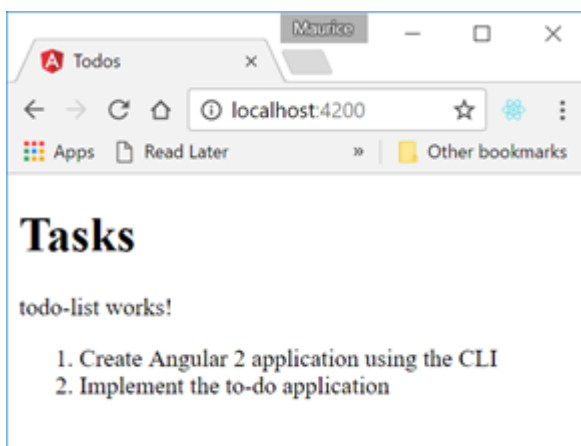 Maurice
Todos
localhost:4200
Apps Read Later » Other bookmarks
Tasks
todo-list works!
1. Create Angular 2 application using the CLI
2. Implement the to-do application